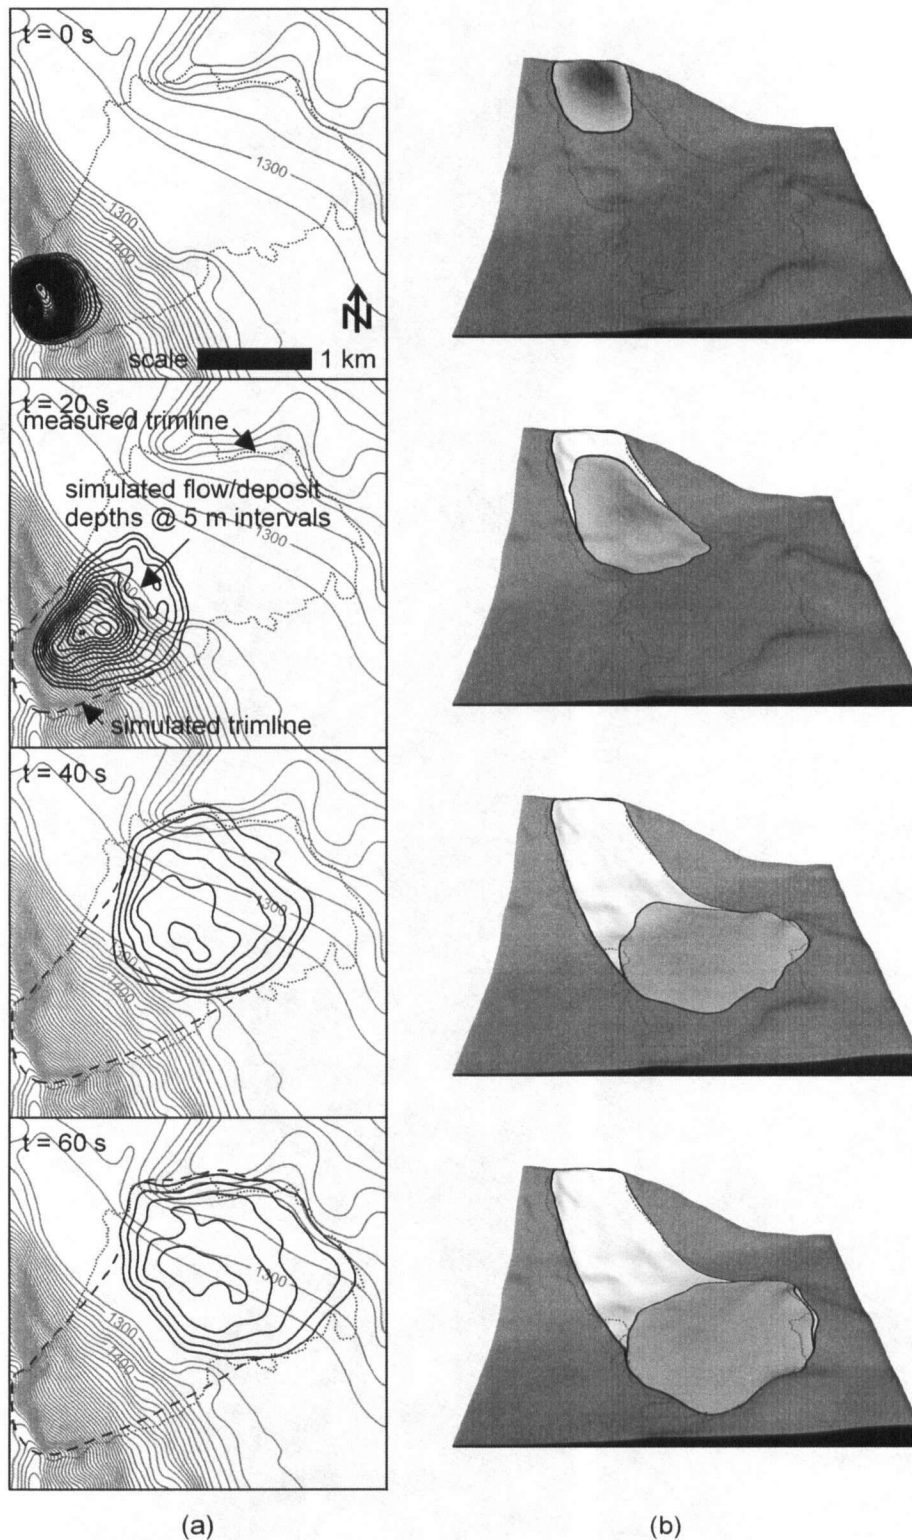 t = 0 s
1300
1300
1400
N
scale 1 km
t = 20 s
measured trimline
simulated flow/deposit
depths @ 5 m intervals
1300
simulated trimline
t = 40 s
1300
1400
t = 60 s
1300
1300
1400
(a) (b)